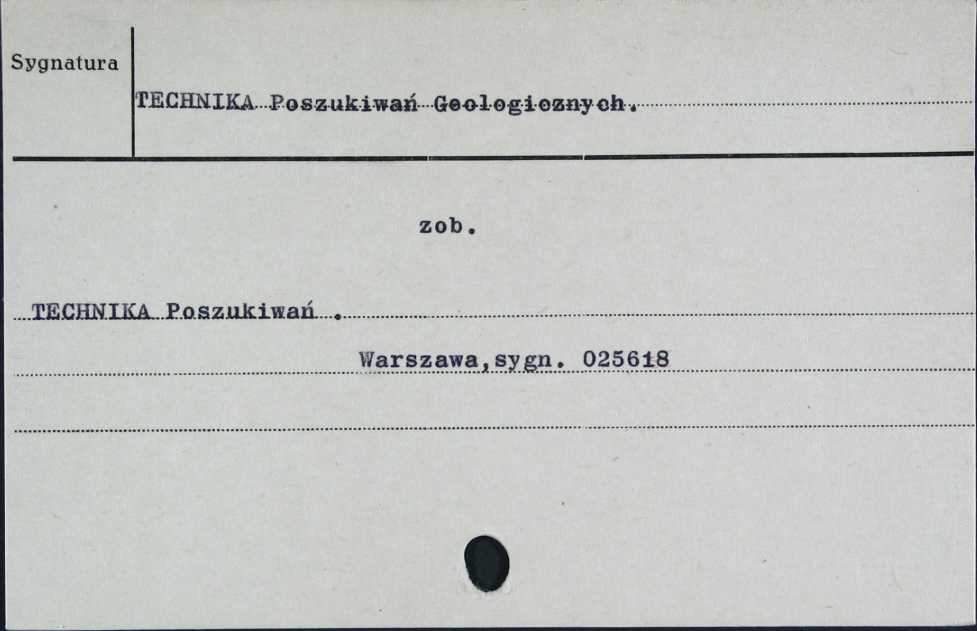 Sygnatura
TECHNIKA Poszukiwań Geologicznych.
zob.
TECHNIKA Poszukiwań .
Warszawa,sygn. 025618